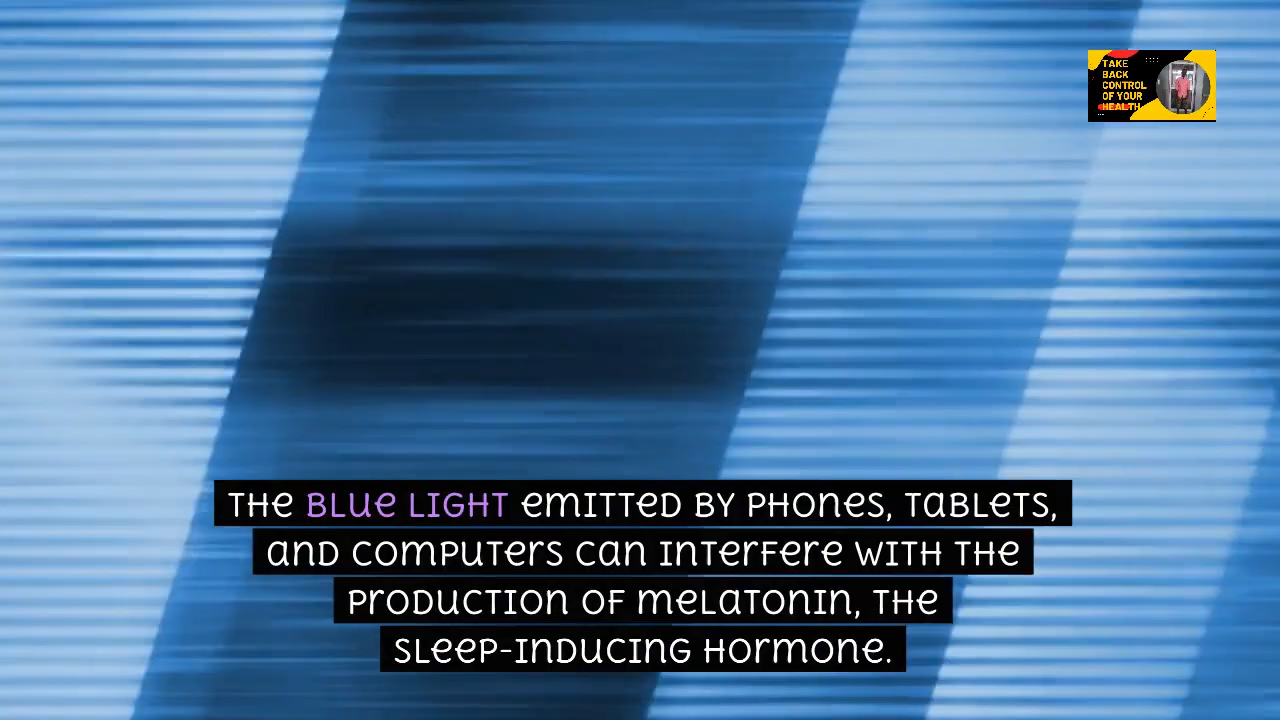 TAKE
BACK
CONTROL
OF YOUR
HEALTH
THE BLUE LIGHT EMITTED BY PHONES, TABLETS,
AND COMPUTERS CAN INTERFERE WITH THE
PRODUCTION OF MELATONIN, THE
SLEEP-INDUCING HORMONE.